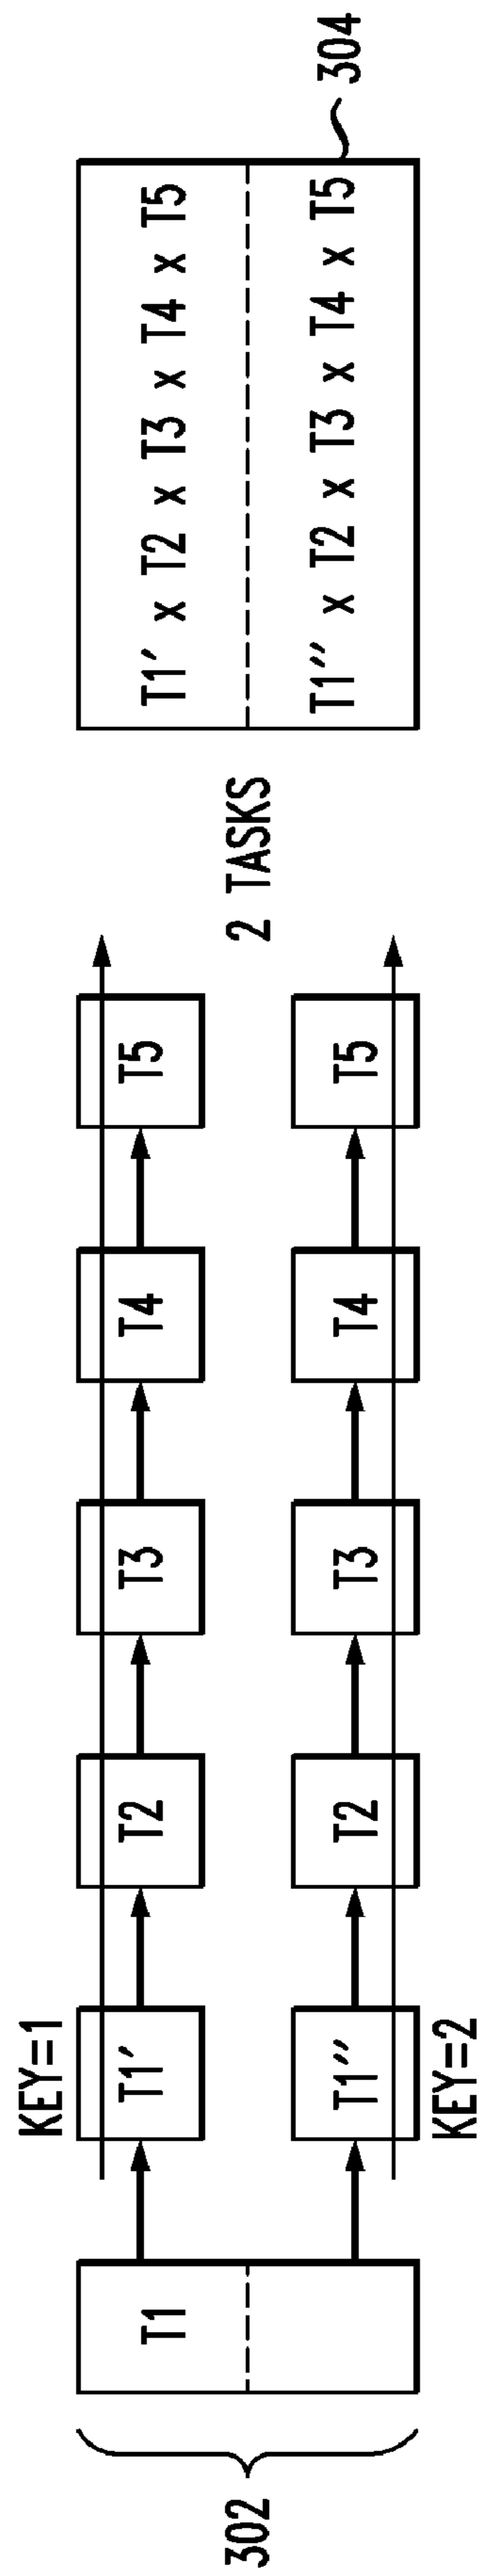 302
T1
KEY=1
T1′ T2 T3 T4 T5
T1″ T2 T3 T4 T5
KEY=2
2 TASKS
T1′ x T2 x T3 x T4 x T5
T1″ x T2 x T3 x T4 x T5
304